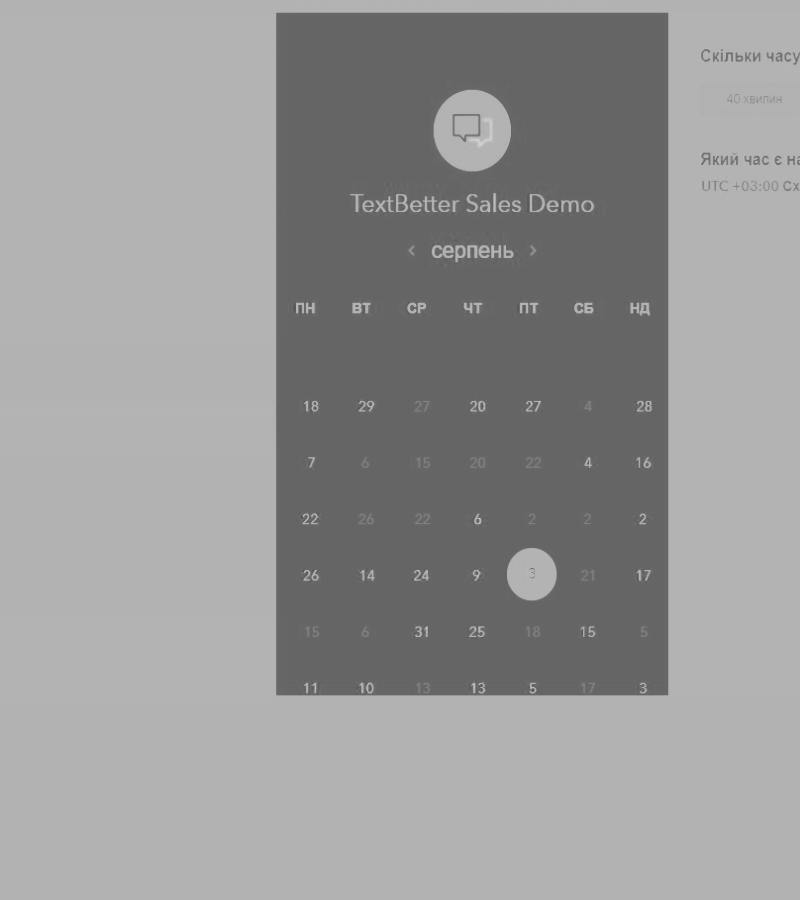 TextBetter Sales Demo
серпень
ПН ВТ СР ЧТ ПТ СБ НД
18 29 27 20 27 4 28
7 6 15 20 22 4 16
22 26 22 6 2 2 2
26 14 24 9 3 21 17
15 6 31 25 18 15 5
11 10 13 13 5 17 3
Скільки часу
40 хвилин
Який час є на
UTC +03:00 Сх